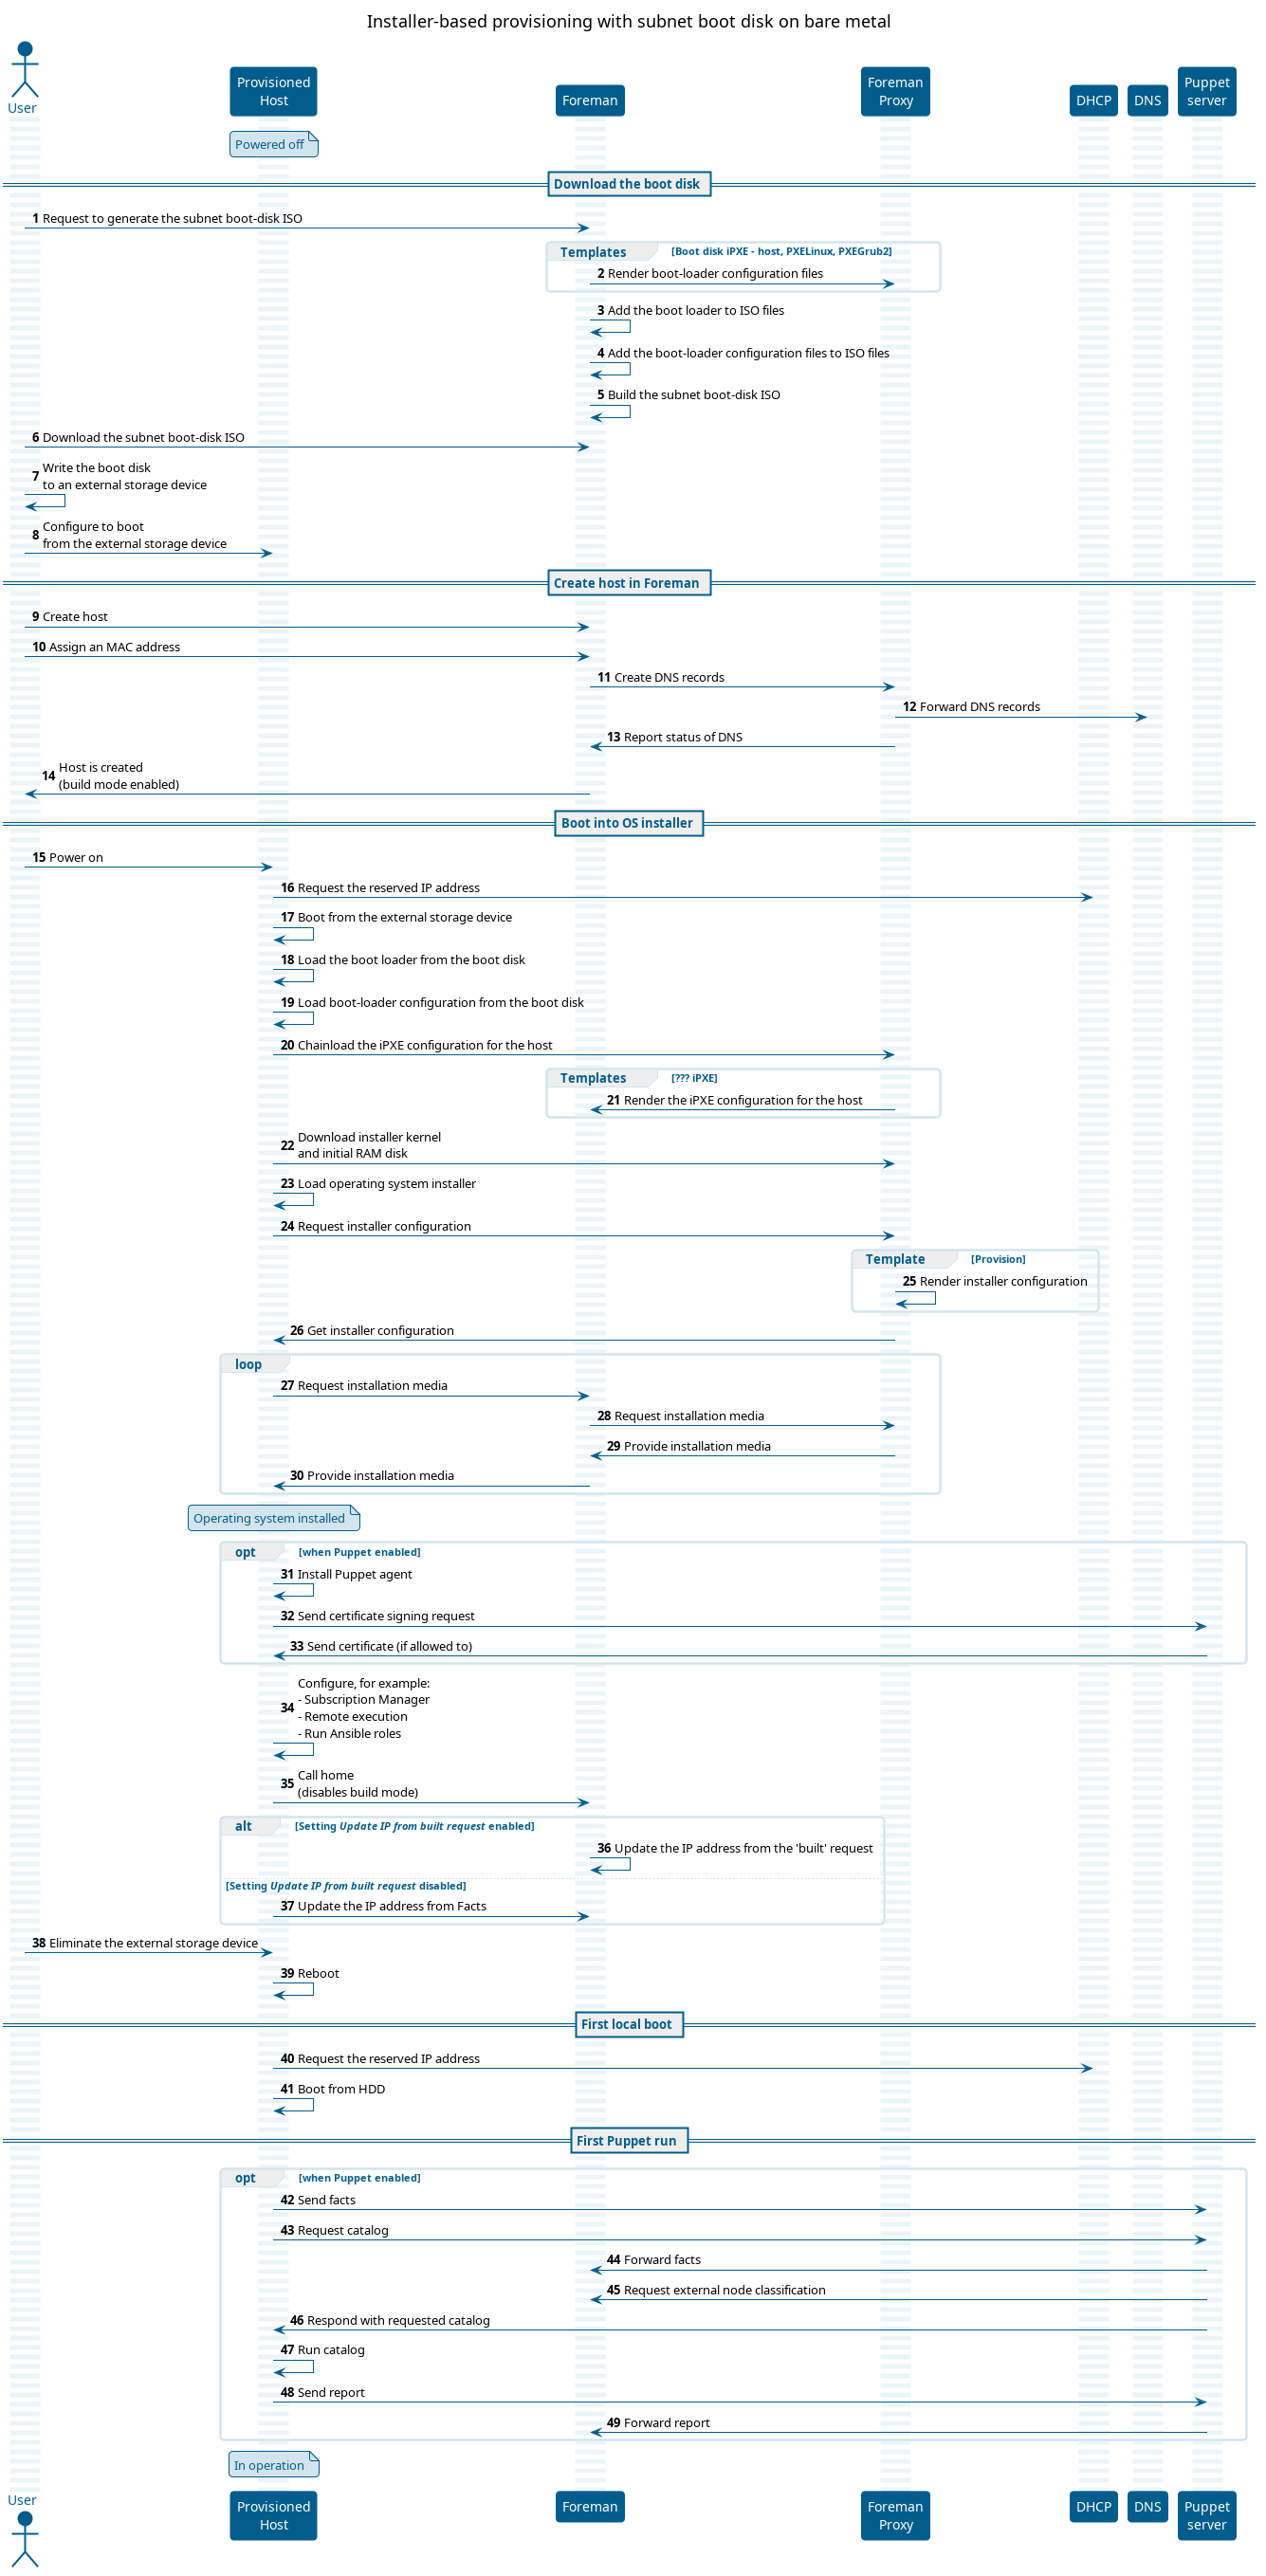 Installer-based provisioning with subnet boot disk on bare metal
User
Provisioned
Host
Foreman
Foreman
Proxy
DHCP
DNS
Puppet
server
Powered off
Download the boot disk
1 Request to generate the subnet boot-disk ISO
Templates [Boot disk iPXE - host, PXELinux, PXEGrub2]
2 Render boot-loader configuration files
3 Add the boot loader to ISO files
4 Add the boot-loader configuration files to ISO files
5 Build the subnet boot-disk ISO
6 Download the subnet boot-disk ISO
7 Write the boot disk
to an external storage device
8 Configure to boot
from the external storage device
Create host in Foreman
9 Create host
10 Assign an MAC address
11 Create DNS records
12 Forward DNS records
13 Report status of DNS
14 Host is created
(build mode enabled)
Boot into OS installer
15 Power on
16 Request the reserved IP address
17 Boot from the external storage device
18 Load the boot loader from the boot disk
19 Load boot-loader configuration from the boot disk
20 Chainload the iPXE configuration for the host
Templates [??? iPXE]
21 Render the iPXE configuration for the host
22 Download installer kernel
and initial RAM disk
23 Load operating system installer
24 Request installer configuration
Template [Provision]
25 Render installer configuration
26 Get installer configuration
loop
27 Request installation media
28 Request installation media
29 Provide installation media
30 Provide installation media
Operating system installed
opt [when Puppet enabled]
31 Install Puppet agent
32 Send certificate signing request
33 Send certificate (if allowed to)
34 Configure, for example:
- Subscription Manager
- Remote execution
- Run Ansible roles
35 Call home
(disables build mode)
alt [Setting Update IP from built request enabled]
36 Update the IP address from the 'built' request
[Setting Update IP from built request disabled]
37 Update the IP address from Facts
38 Eliminate the external storage device
39 Reboot
First local boot
40 Request the reserved IP address
41 Boot from HDD
First Puppet run
opt [when Puppet enabled]
42 Send facts
43 Request catalog
44 Forward facts
45 Request external node classification
46 Respond with requested catalog
47 Run catalog
48 Send report
49 Forward report
In operation
User
Provisioned
Host
Foreman
Foreman
Proxy
DHCP
DNS
Puppet
server